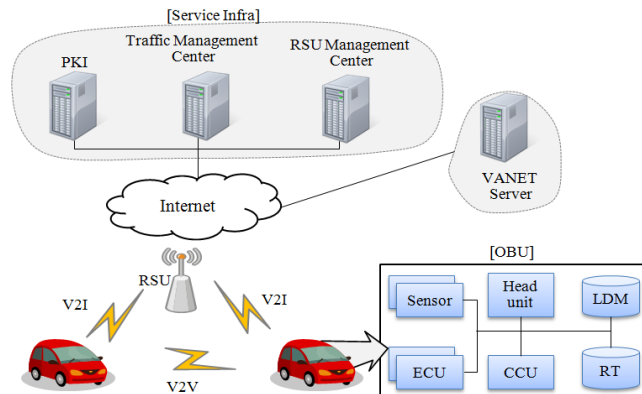 [Service Infra]
PKI
Traffic Management
Center
RSU Management
Center
VANET
Server
Internet
RSU
V2I
V2I
V2V
[OBU]
Sensor
Head
unit
LDM
ECU
CCU
RT